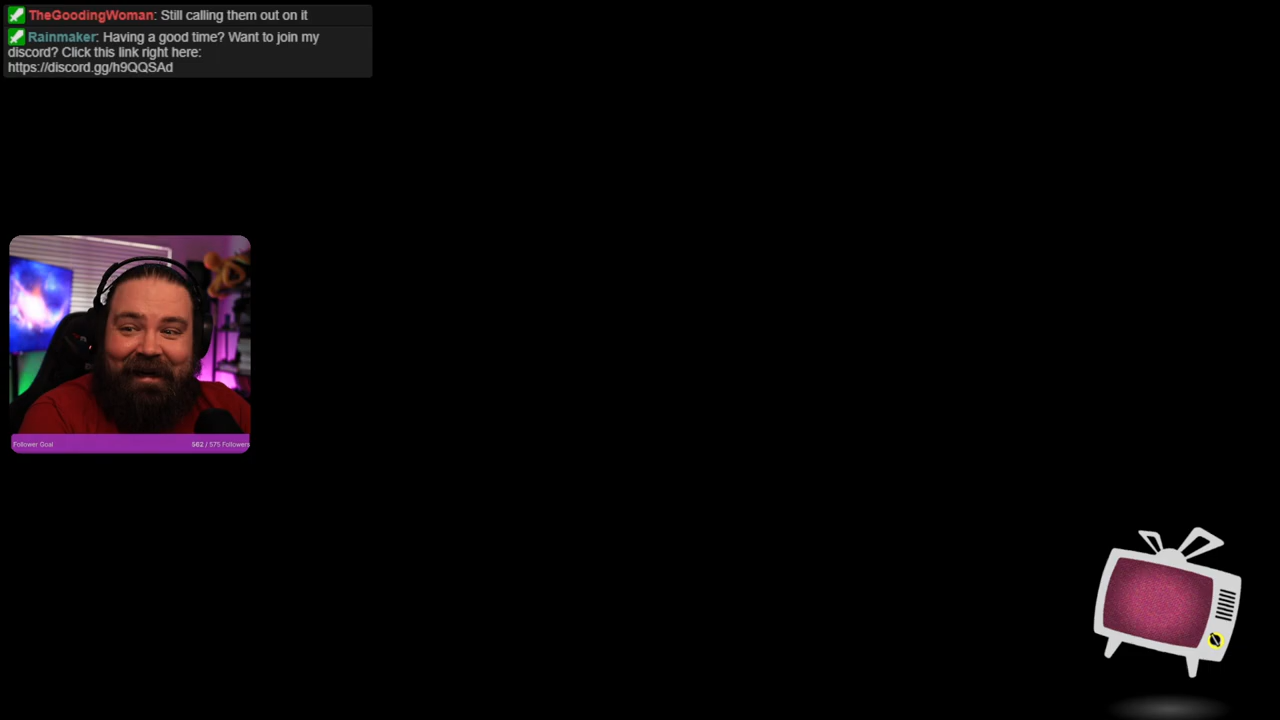 TheGoodingWoman: Still calling them out on it
Rainmaker: Having a good time? Want to join my
discord? Click this link right here:
https://discord.gg/h9QQSAd
Follower Goal 562 / 575 Followers